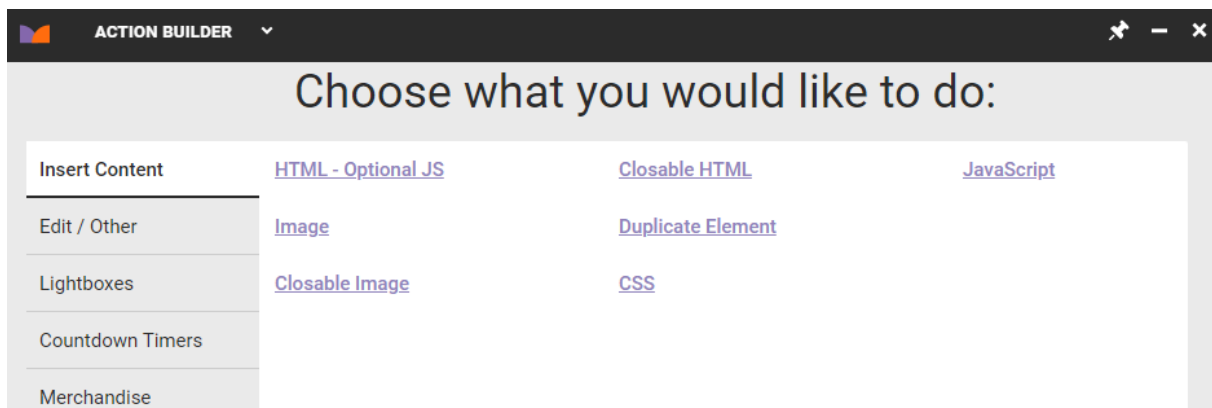 ACTION BUILDER
Choose what you would like to do:
Insert Content
HTML - Optional JS
Closable HTML
JavaScript
Edit / Other
Image
Duplicate Element
Lightboxes
Closable Image
CSS
Countdown Timers
Merchandise